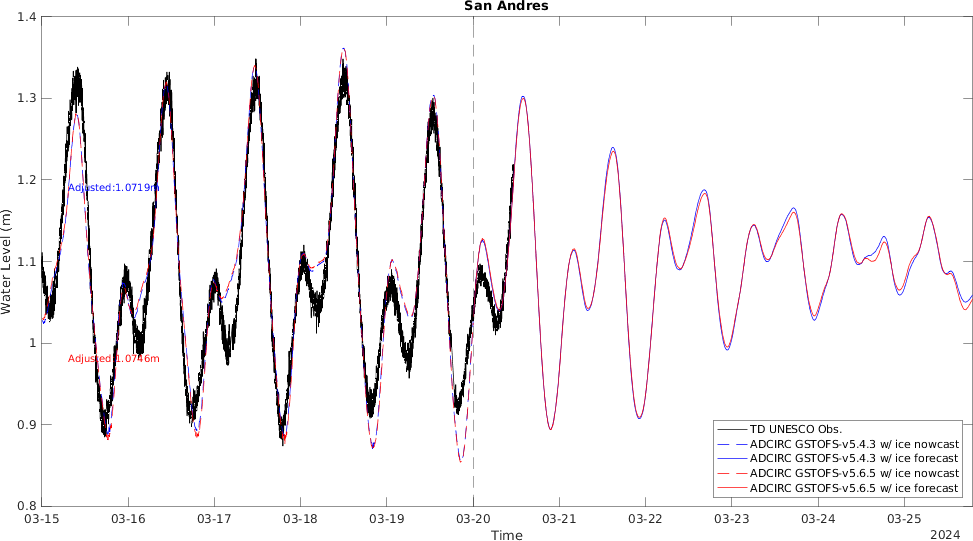 San Andres
1.4
1.3
1.2
1.1
1
0.9
0.8
Water Level (m)
Adjusted:1.0719m
Adjusted:1.0746m
TD UNESCO Obs.
ADCIRC GSTOFS-v5.4.3 w/ ice nowcast
ADCIRC GSTOFS-v5.4.3 w/ ice forecast
ADCIRC GSTOFS-v5.6.5 w/ ice nowcast
ADCIRC GSTOFS-v5.6.5 w/ ice forecast
03-15 03-16 03-17 03-18 03-19 03-20 03-21 03-22 03-23 03-24 03-25
Time
2024